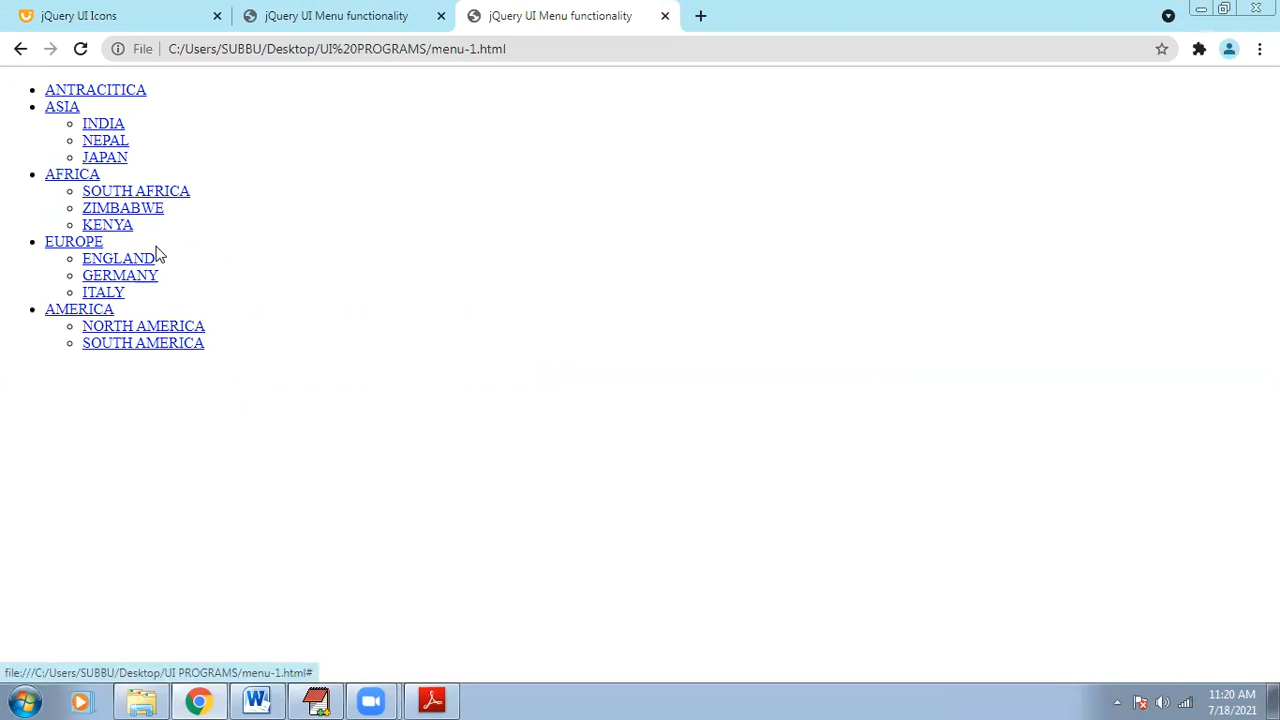 jQuery UI Icons
jQuery UI Menu functionality
jQuery UI Menu functionality
File
C:/Users/SUBBU/Desktop/UI%20PROGRAMS/menu-1.html
ANTRACITICA
ASIA
INDIA
NEPAL
JAPAN
AFRICA
SOUTH AFRICA
ZIMBABWE
KENYA
EUROPE
ENGLAND
GERMANY
ITALY
AMERICA
NORTH AMERICA
SOUTH AMERICA
file:///C:/Users/SUBBU/Desktop/UI PROGRAMS/menu-1.html#
11:20 AM
7/18/2021